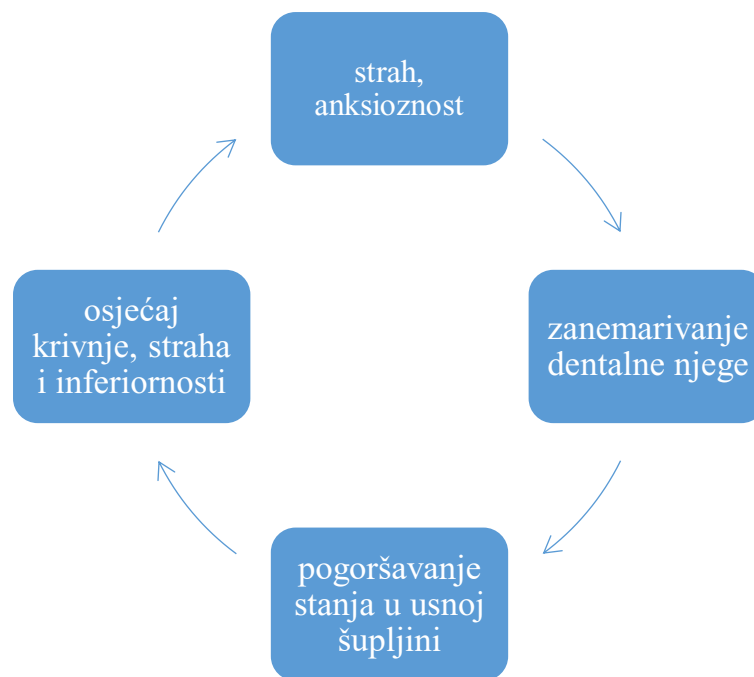 strah,
anksioznost
zanemarivanje
dentalne njege
pogoršavanje
stanja u usnoj
šupljini
osjećaj
krivnje, straha
i inferiornosti